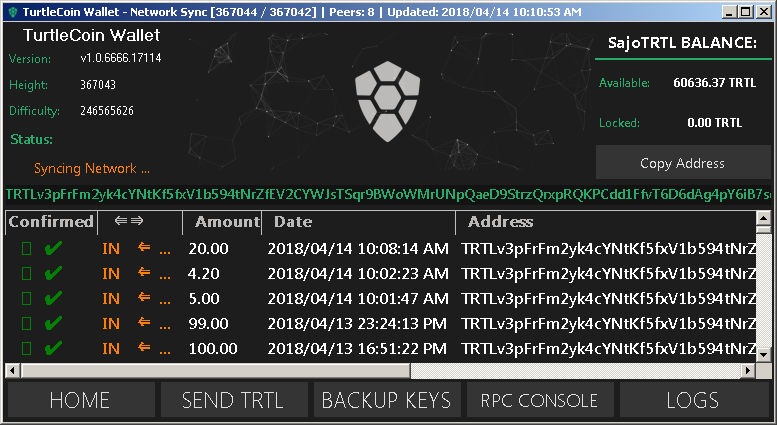 TurtleCoin Wallet - Network Sync [367044 / 367042] | Peers: 8 | Updated: 2018/04/14 10:10:53 AM
TurtleCoin Wallet
Version: v1.0.6666.17114
Height: 367043
Difficulty: 246565626
Status:
Syncing Network ...
SajoTRTL BALANCE:
Available: 60636.37 TRTL
Locked: 0.00 TRTL
Copy Address
TRTLv3pFrFm2yk4cYNtKf5fxV1b594tNrZfEV2CYWJsTSqr9BWoWMrUNpQaeD9StrzQrxpRQKPCdd1FfvT6D6dAg4pY6iB7s
Confirmed ⇐⇒ Amount Date Address
✔ IN ⇐ ... 20.00 2018/04/14 10:08:14 AM TRTLv3pFrFm2yk4cYNtKf5fxV1b594tNrZ
✔ IN ⇐ ... 4.20 2018/04/14 10:02:23 AM TRTLv3pFrFm2yk4cYNtKf5fxV1b594tNrZ
✔ IN ⇐ ... 5.00 2018/04/14 10:01:47 AM TRTLv3pFrFm2yk4cYNtKf5fxV1b594tNrZ
✔ IN ⇐ ... 99.00 2018/04/13 23:24:13 PM TRTLv3pFrFm2yk4cYNtKf5fxV1b594tNrZ
✔ IN ⇐ ... 100.00 2018/04/13 16:51:22 PM TRTLv3pFrFm2yk4cYNtKf5fxV1b594tNrZ
HOME SEND TRTL BACKUP KEYS RPC CONSOLE LOGS